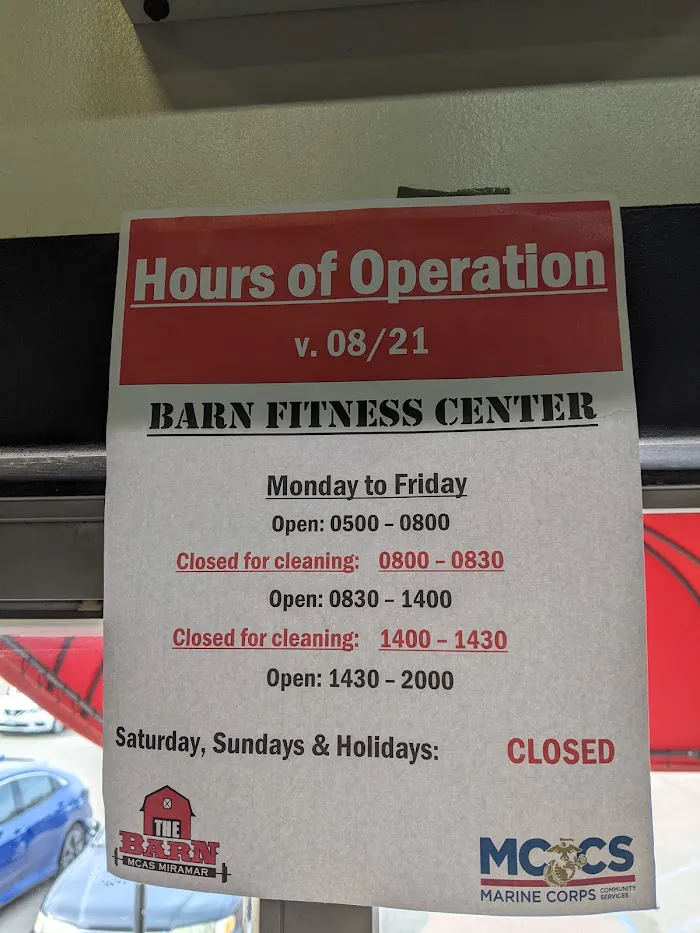 Hours of Operation
v. 08/21
BARN FITNESS CENTER
Monday to Friday
Open: 0500 – 0800
Closed for cleaning: 0800 – 0830
Open: 0830 – 1400
Closed for cleaning: 1400 – 1430
Open: 1430 – 2000
Saturday, Sundays & Holidays: CLOSED
THE
BARN
MCAS MIRAMAR
MCCS
MARINE CORPS COMMUNITY SERVICES